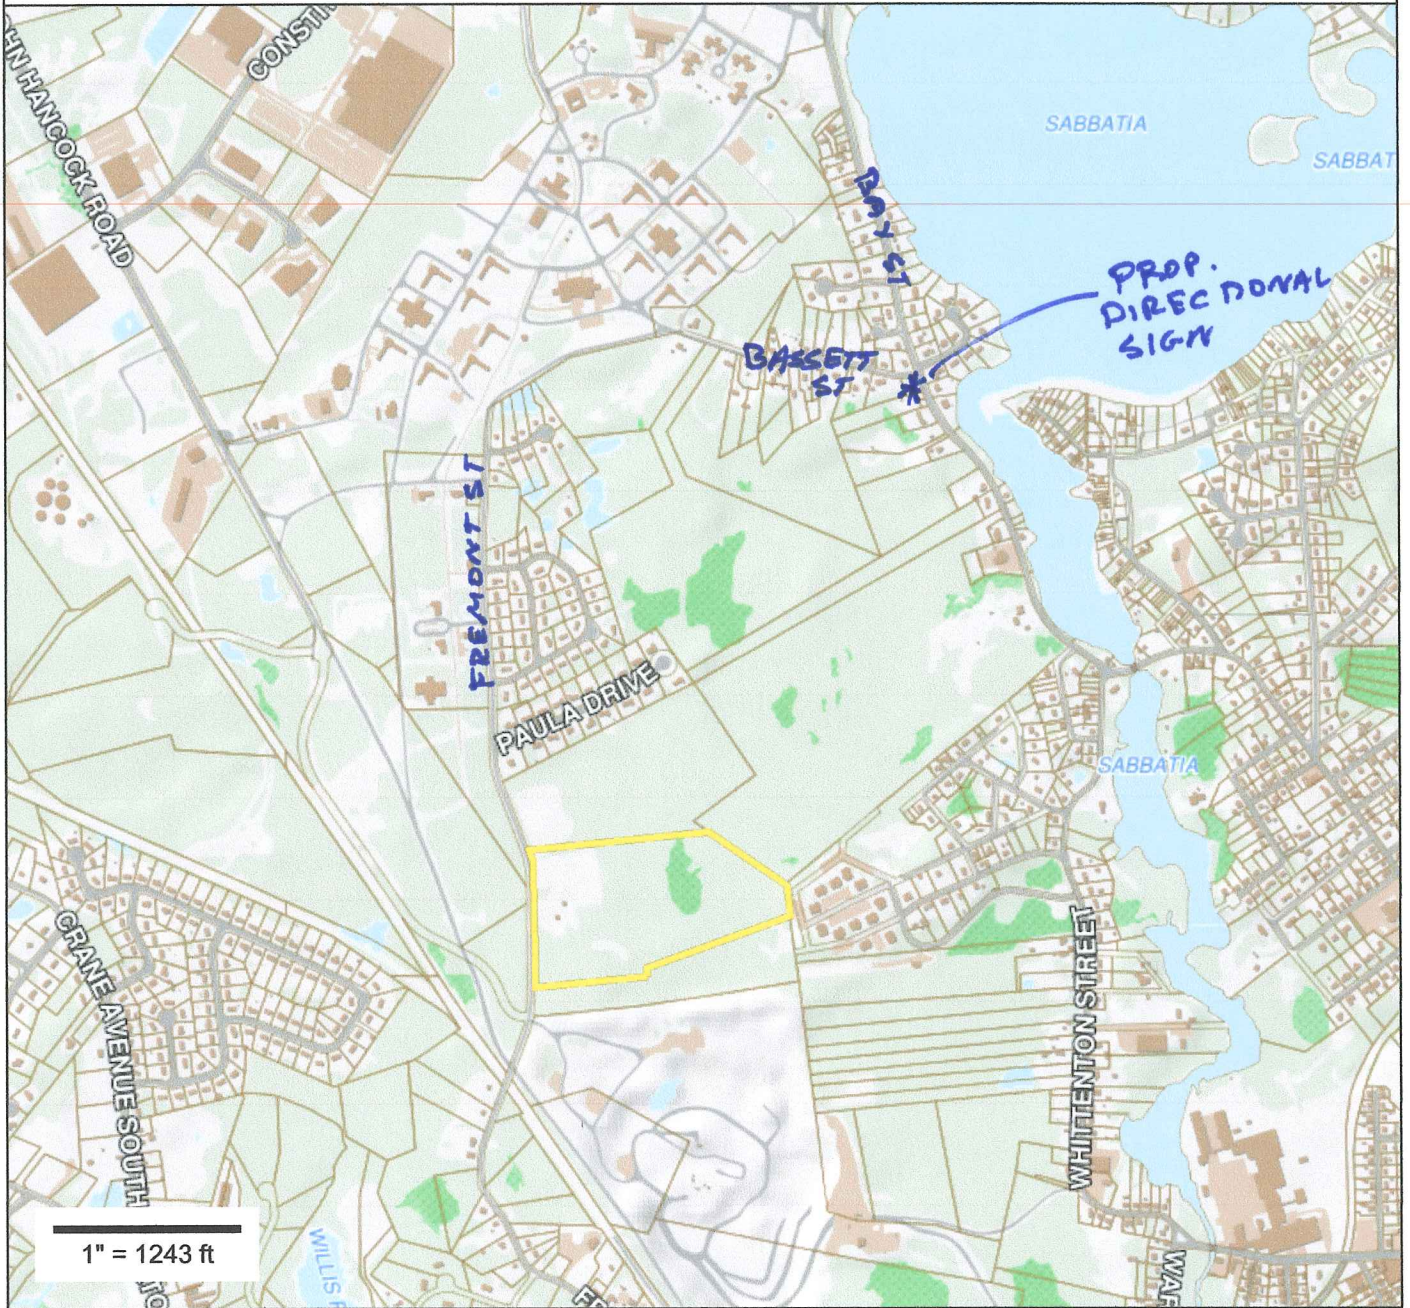 JOHN HANCOCK ROAD
SABBATIA
SABBAT
BAY ST
PROP.
DIRECTIONAL
SIGN
BASSETT
ST
FREMONT ST
PAULA DRIVE
SABBATIA
CRANE AVENUE SOUTH
WHITTENTON STREET
1" = 1243 ft
WILLIS